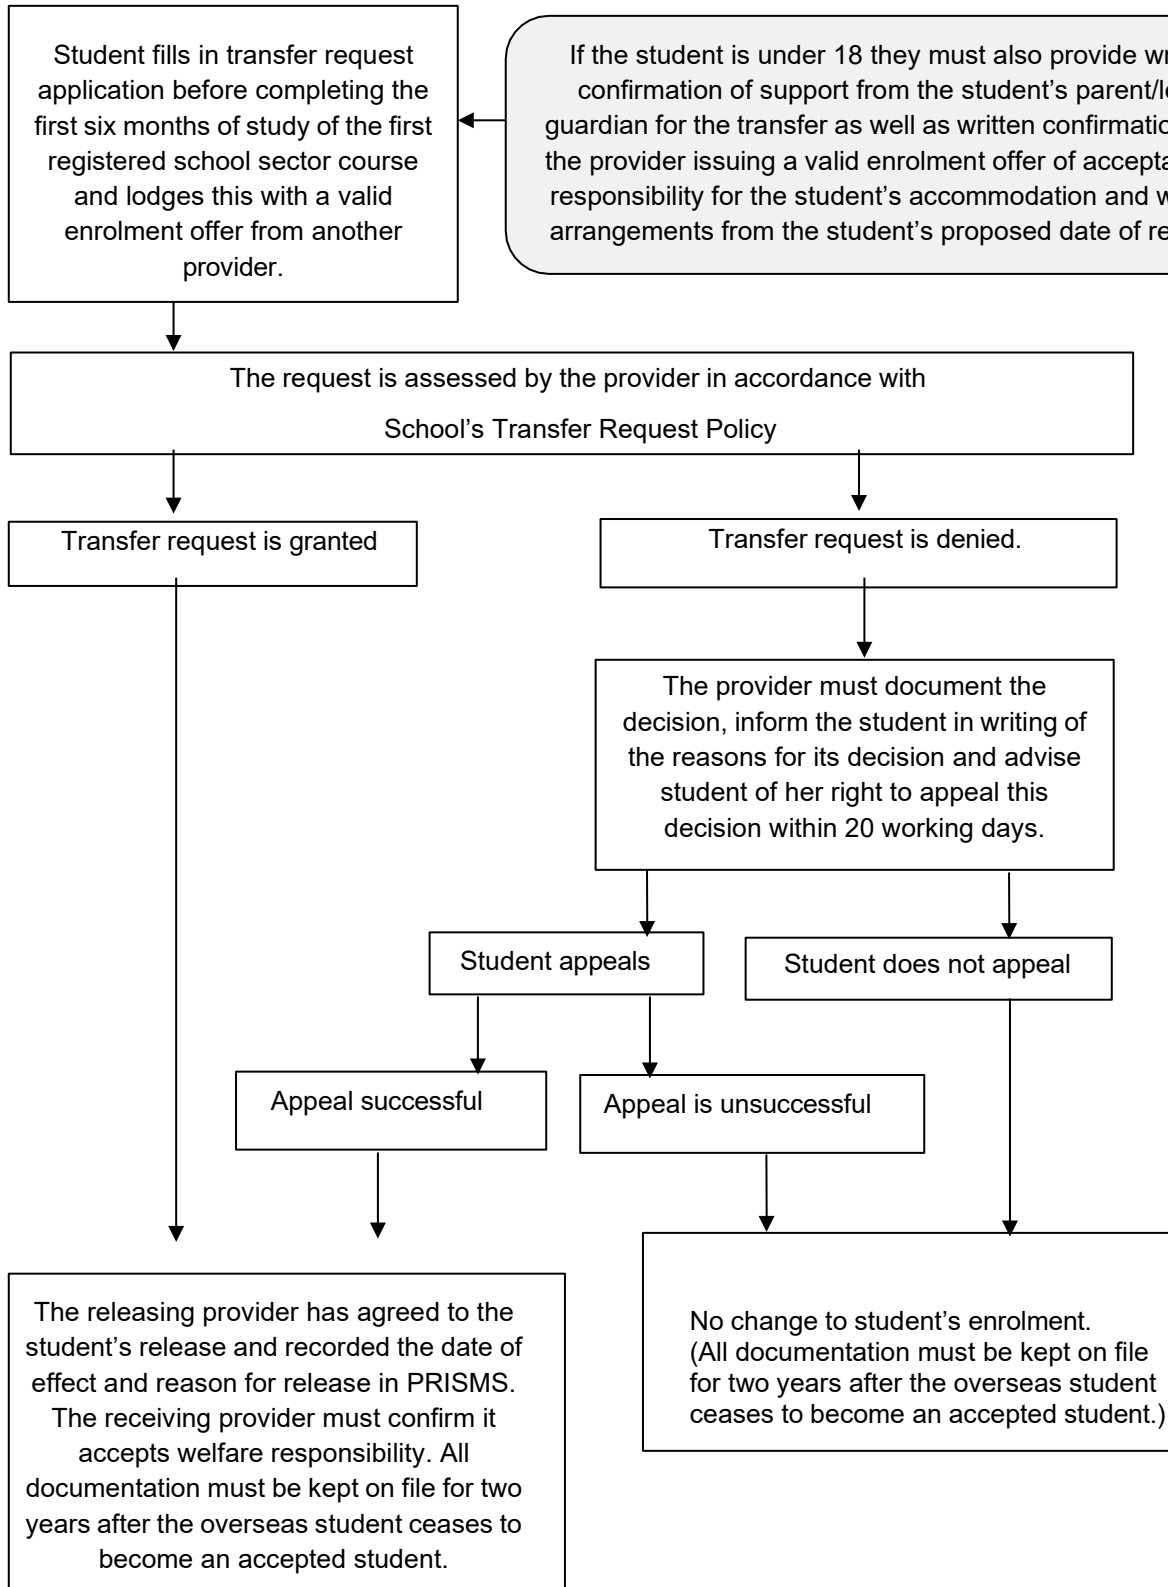 Student fills in transfer request
application before completing the
first six months of study of the first
registered school sector course
and lodges this with a valid
enrolment offer from another
provider.
If the student is under 18 they must also provide
confirmation of support from the student’s
guardian for the transfer as well as written
the provider issuing a valid enrolment offer of
responsibility for the student’s accommodation and
arrangements from the student’s proposed date of
The request is assessed by the provider in accordance with
School’s Transfer Request Policy
Transfer request is granted
Transfer request is denied.
The provider must document the
decision, inform the student in writing of
the reasons for its decision and advise
student of her right to appeal this
decision within 20 working days.
Student appeals
Student does not appeal
Appeal successful
Appeal is unsuccessful
The releasing provider has agreed to the
student’s release and recorded the date of
effect and reason for release in PRISMS.
The receiving provider must confirm it
accepts welfare responsibility. All
documentation must be kept on file for two
years after the overseas student ceases to
become an accepted student.
No change to student’s enrolment.
(All documentation must be kept on file
for two years after the overseas student
ceases to become an accepted student.)